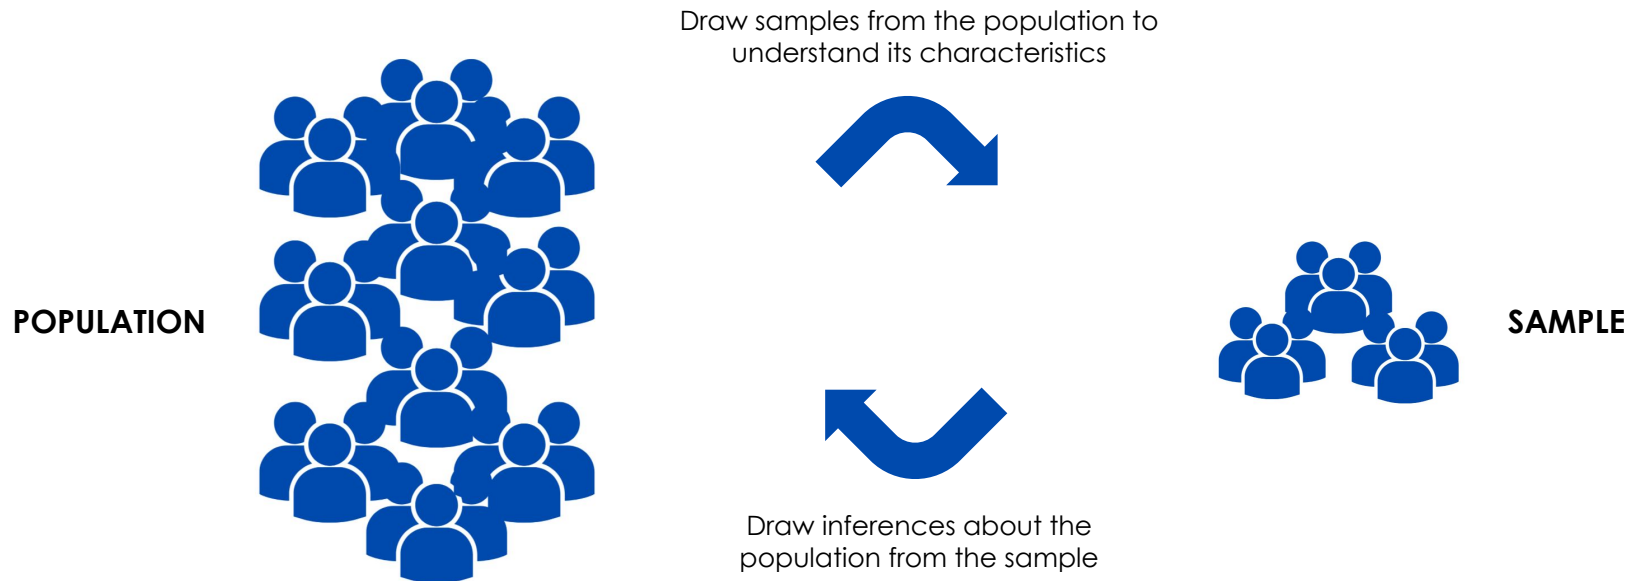 Draw samples from the population to
understand its characteristics
POPULATION
SAMPLE
Draw inferences about the
population from the sample